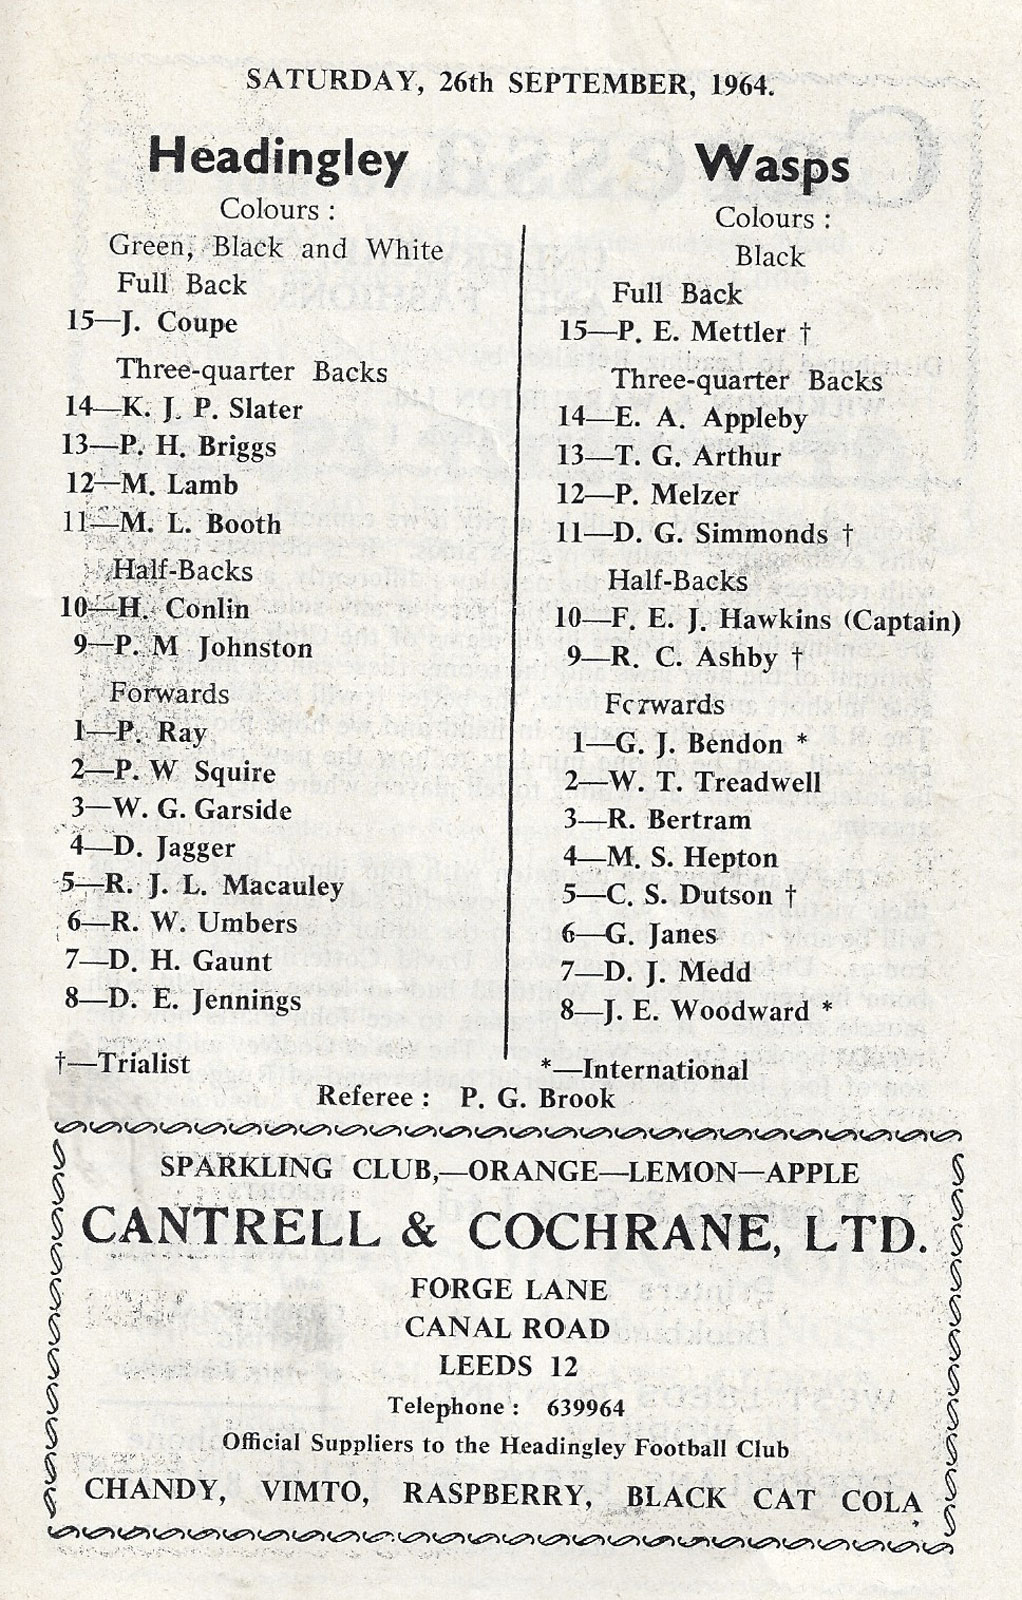 SATURDAY, 26th SEPTEMBER, 1964.
Headingley
Colours :
Green, Black and White
Full Back
15—J. Coupe
Three-quarter Backs
14—K. J. P. Slater
13—P. H. Briggs
12—M. Lamb
11—M. L. Booth
Half-Backs
10—H. Conlin
9—P. M Johnston
Forwards
1—P. Ray
2—P. W Squire
3—W. G. Garside
4—D. Jagger
5—R. J. L. Macauley
6—R. W. Umbers
7—D. H. Gaunt
8—D. E. Jennings
†—Trialist
Wasps
Colours :
Black
Full Back
15—P. E. Mettler †
Three-quarter Backs
14—E. A. Appleby
13—T. G. Arthur
12—P. Melzer
11—D. G. Simmonds †
Half-Backs
10—F. E. J. Hawkins (Captain)
9—R. C. Ashby †
Forwards
1—G. J. Bendon *
2—W. T. Treadwell
3—R. Bertram
4—M. S. Hepton
5—C. S. Dutson †
6—G. Janes
7—D. J. Medd
8—J. E. Woodward *
*—International
Referee : P. G. Brook
SPARKLING CLUB,—ORANGE—LEMON—APPLE
CANTRELL & COCHRANE, LTD.
FORGE LANE
CANAL ROAD
LEEDS 12
Telephone : 639964
Official Suppliers to the Headingley Football Club
CHANDY, VIMTO, RASPBERRY, BLACK CAT COLA